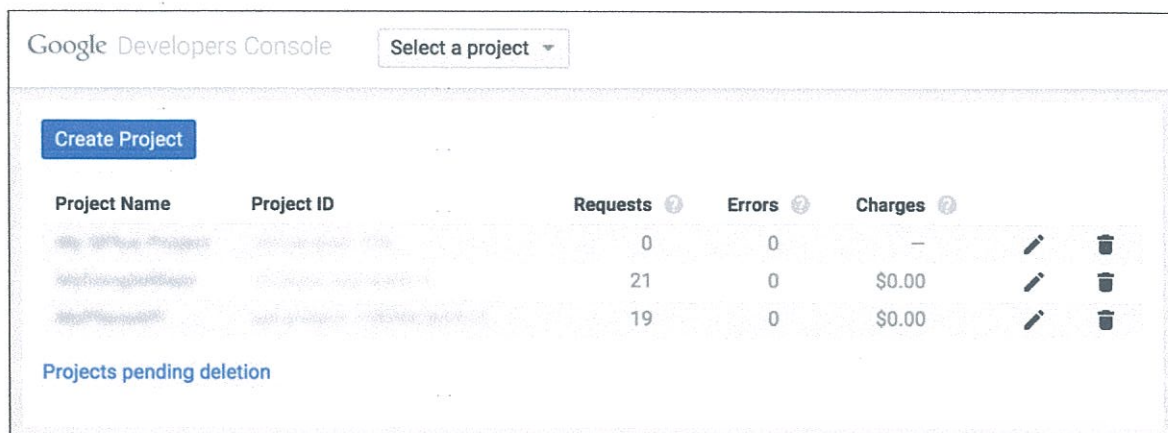 Google Developers Console Select a project
Create Project
Project Name Project ID Requests Errors Charges
0 0 –
21 0 $0.00
19 0 $0.00
Projects pending deletion